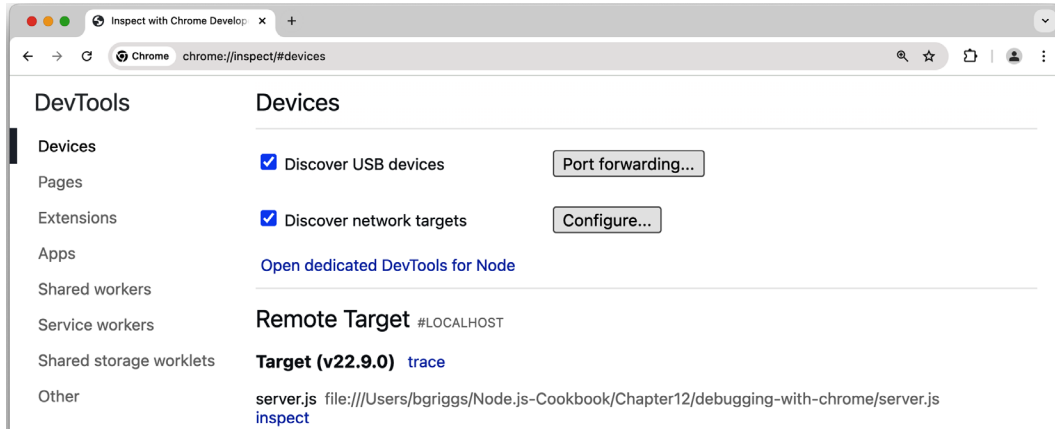 Inspect with Chrome Develop
Chrome chrome://inspect/#devices
DevTools
Devices
Pages
Extensions
Apps
Shared workers
Service workers
Shared storage worklets
Other
Devices
Discover USB devices Port forwarding...
Discover network targets Configure...
Open dedicated DevTools for Node
Remote Target #LOCALHOST
Target (v22.9.0) trace
server.js file:///Users/bgriggs/Node.js-Cookbook/Chapter12/debugging-with-chrome/server.js
inspect